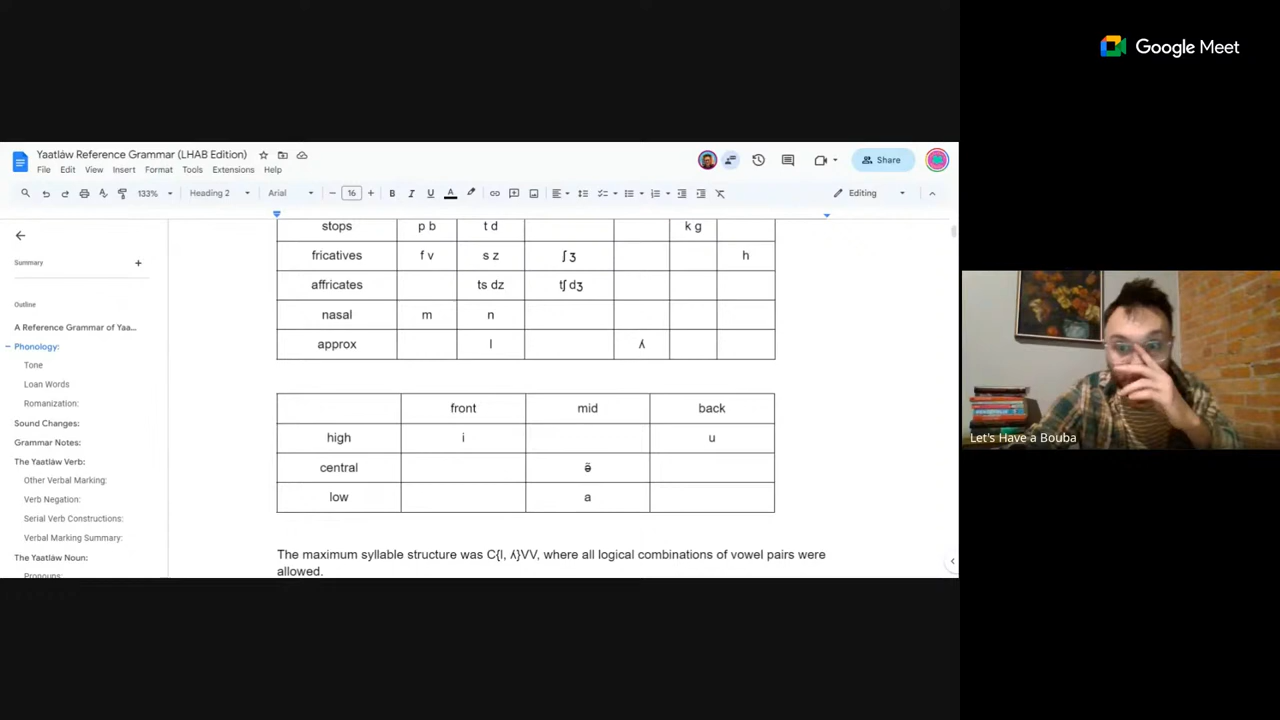 Google Meet
Yaatláw Reference Grammar (LHAB Edition)
Share
File Edit View Insert Format Tools Extensions Help
133% Heading 2 Arial 16 B I U A Editing
Summary
Outline
A Reference Grammar of Yaa...
Phonology:
Tone
Loan Words
Romanization:
Sound Changes:
Grammar Notes:
The Yaatláw Verb:
Other Verbal Marking:
Verb Negation:
Serial Verb Constructions:
Verbal Marking Summary:
The Yaatláw Noun:
Pronouns:
stops p b t d k g
fricatives f v s z ʃ ʒ h
affricates ts dz tʃ dʒ
nasal m n
approx l ʎ
front mid back
high i u
central
low a
The maximum syllable structure was C{l, ʎ}VV, where all logical combinations of vowel pairs were
allowed.
Let's Have a Bouba